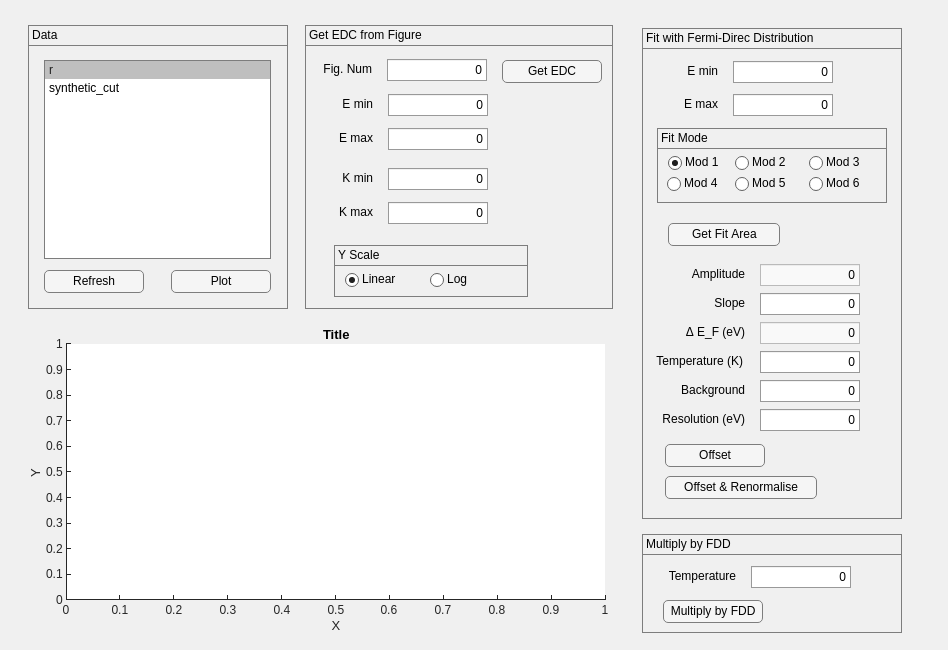 Data
r
synthetic_cut
Refresh
Plot
Get EDC from Figure
Fig. Num 0
Get EDC
E min 0
E max 0
K min 0
K max 0
Y Scale
Linear
Log
Fit with Fermi-Direc Distribution
E min 0
E max 0
Fit Mode
Mod 1 Mod 2 Mod 3
Mod 4 Mod 5 Mod 6
Get Fit Area
Amplitude 0
Slope 0
Δ E_F (eV) 0
Temperature (K) 0
Background 0
Resolution (eV) 0
Offset
Offset & Renormalise
Title
1
0.9
0.8
0.7
0.6
0.5
0.4
0.3
0.2
0.1
0
Y
0 0.1 0.2 0.3 0.4 0.5 0.6 0.7 0.8 0.9 1
X
Multiply by FDD
Temperature 0
Multiply by FDD